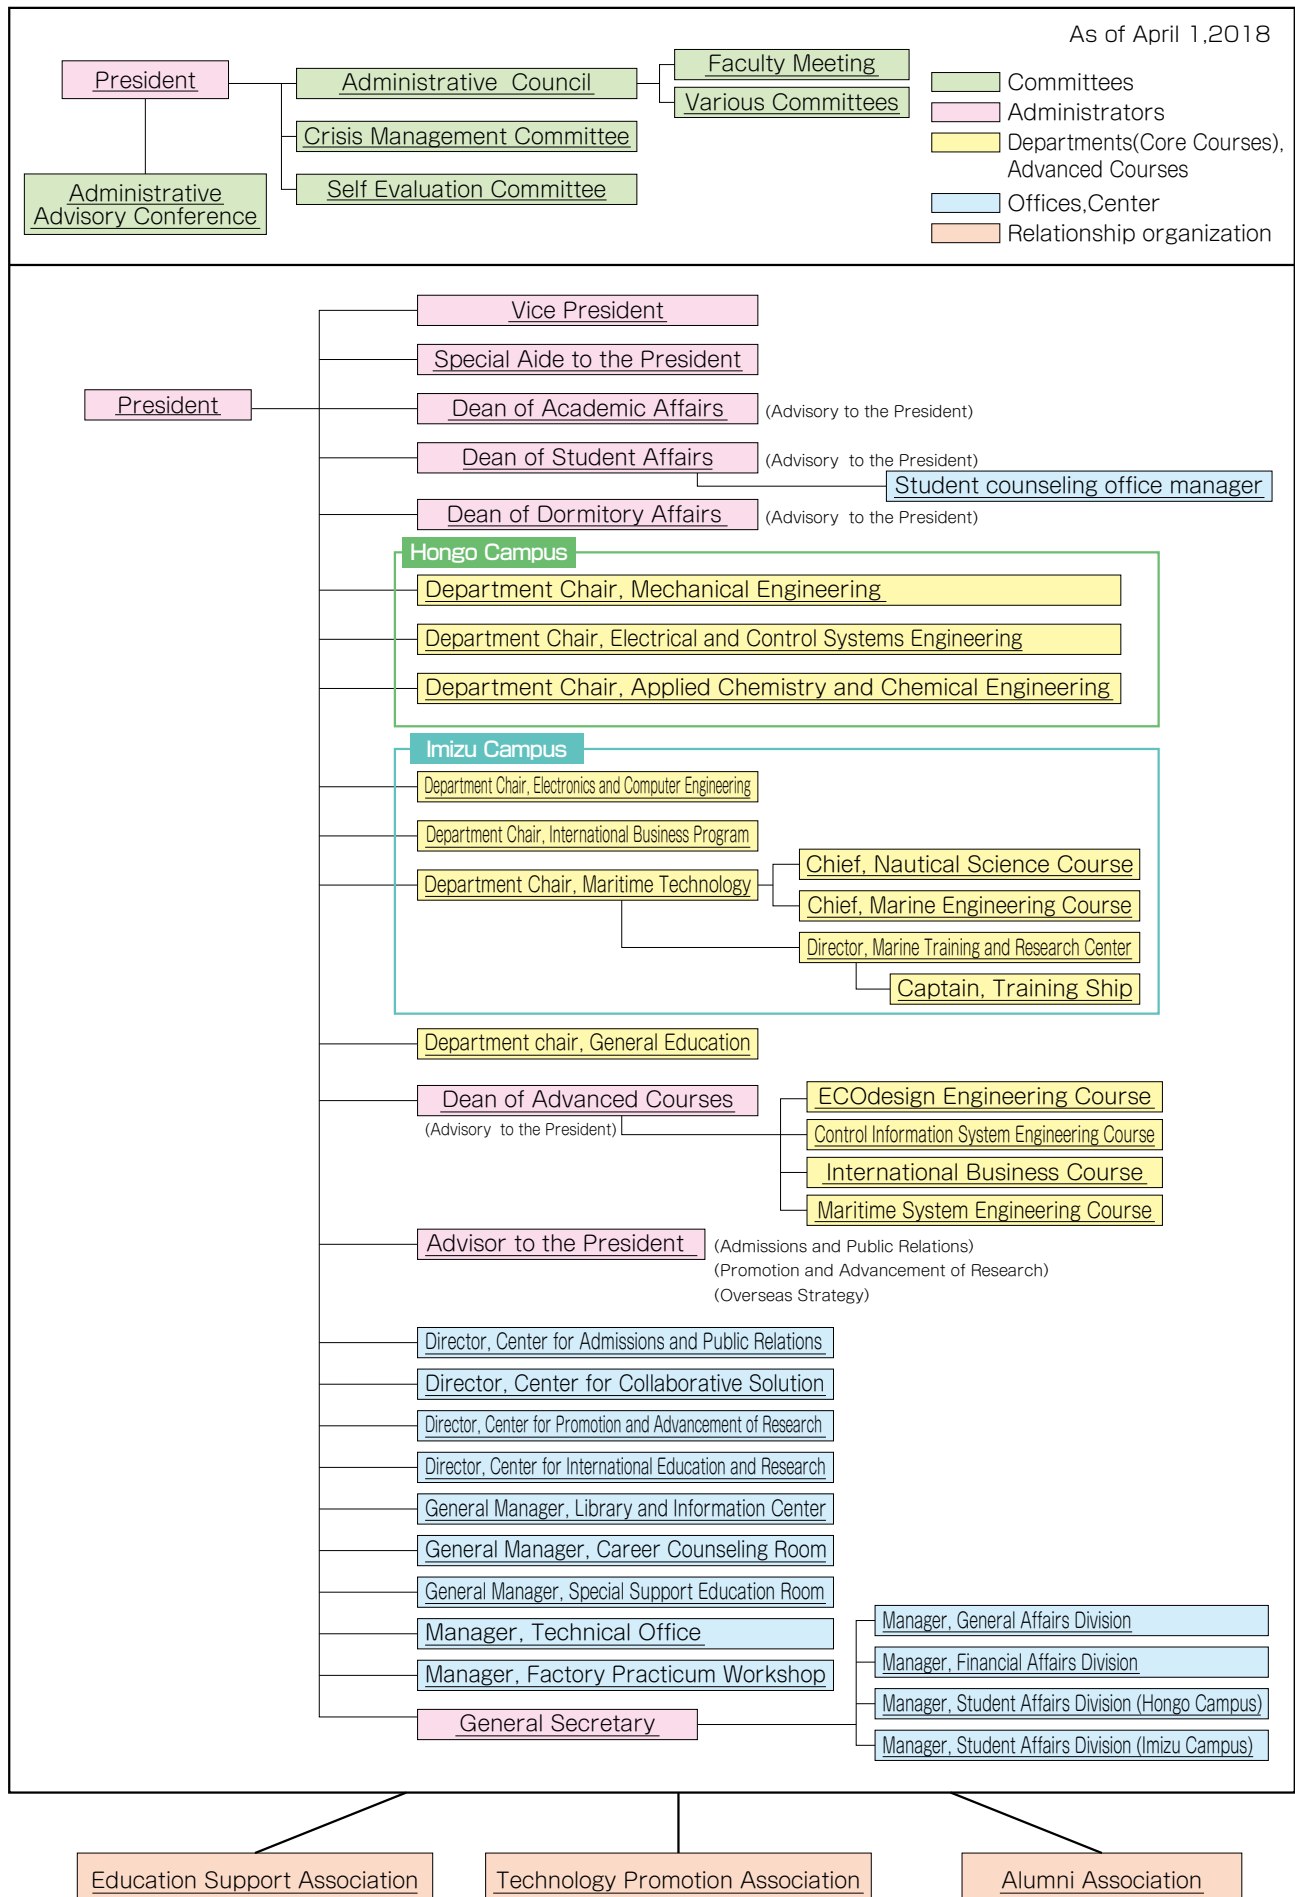 As of April 1,2018
President
Administrative Council
Faculty Meeting
Various Committees
Crisis Management Committee
Self Evaluation Committee
Administrative
Advisory Conference
Committees
Administrators
Departments(Core Courses),
Advanced Courses
Offices,Center
Relationship organization
President
Vice President
Special Aide to the President
Dean of Academic Affairs
(Advisory to the President)
Dean of Student Affairs
(Advisory to the President)
Student counseling office manager
Dean of Dormitory Affairs
(Advisory to the President)
Hongo Campus
Department Chair, Mechanical Engineering
Department Chair, Electrical and Control Systems Engineering
Department Chair, Applied Chemistry and Chemical Engineering
Imizu Campus
Department Chair, Electronics and Computer Engineering
Department Chair, International Business Program
Department Chair, Maritime Technology
Chief, Nautical Science Course
Chief, Marine Engineering Course
Director, Marine Training and Research Center
Captain, Training Ship
Department chair, General Education
Dean of Advanced Courses
(Advisory to the President)
ECOdesign Engineering Course
Control Information System Engineering Course
International Business Course
Maritime System Engineering Course
Advisor to the President
(Admissions and Public Relations)
(Promotion and Advancement of Research)
(Overseas Strategy)
Director, Center for Admissions and Public Relations
Director, Center for Collaborative Solution
Director, Center for Promotion and Advancement of Research
Director, Center for International Education and Research
General Manager, Library and Information Center
General Manager, Career Counseling Room
General Manager, Special Support Education Room
Manager, Technical Office
Manager, Factory Practicum Workshop
General Secretary
Manager, General Affairs Division
Manager, Financial Affairs Division
Manager, Student Affairs Division (Hongo Campus)
Manager, Student Affairs Division (Imizu Campus)
Education Support Association
Technology Promotion Association
Alumni Association